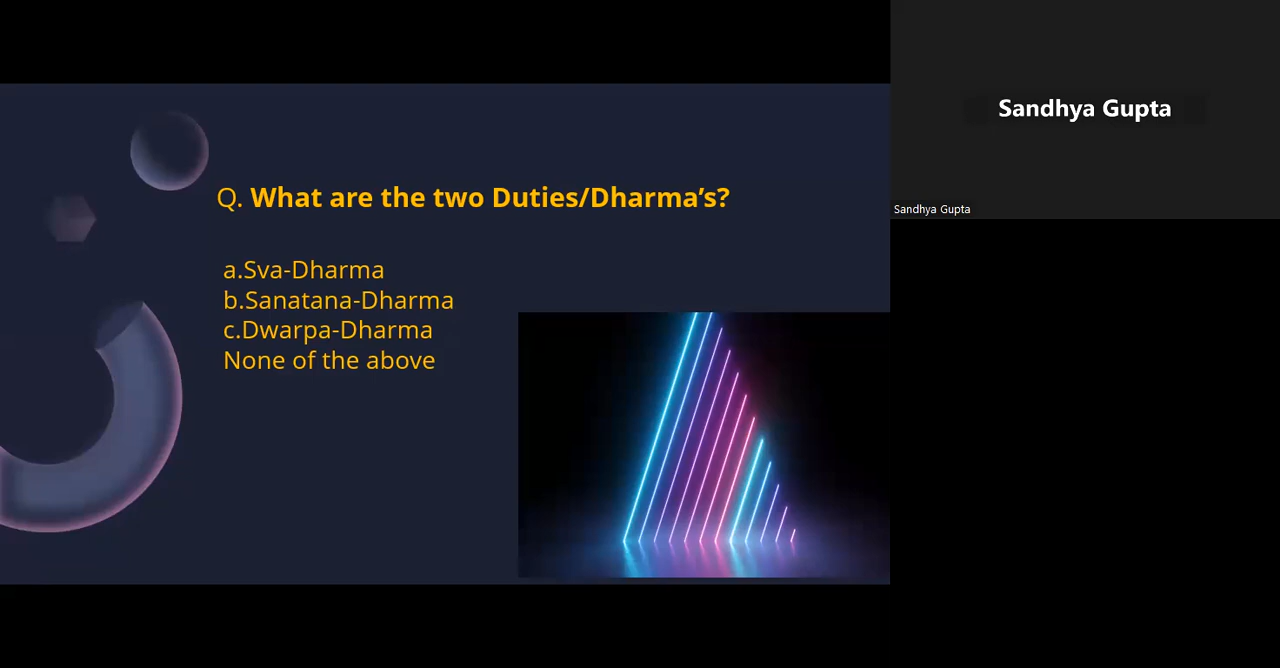 Q. What are the two Duties/Dharma’s?
a.Sva-Dharma
b.Sanatana-Dharma
c.Dwarpa-Dharma
None of the above
Sandhya Gupta
Sandhya Gupta